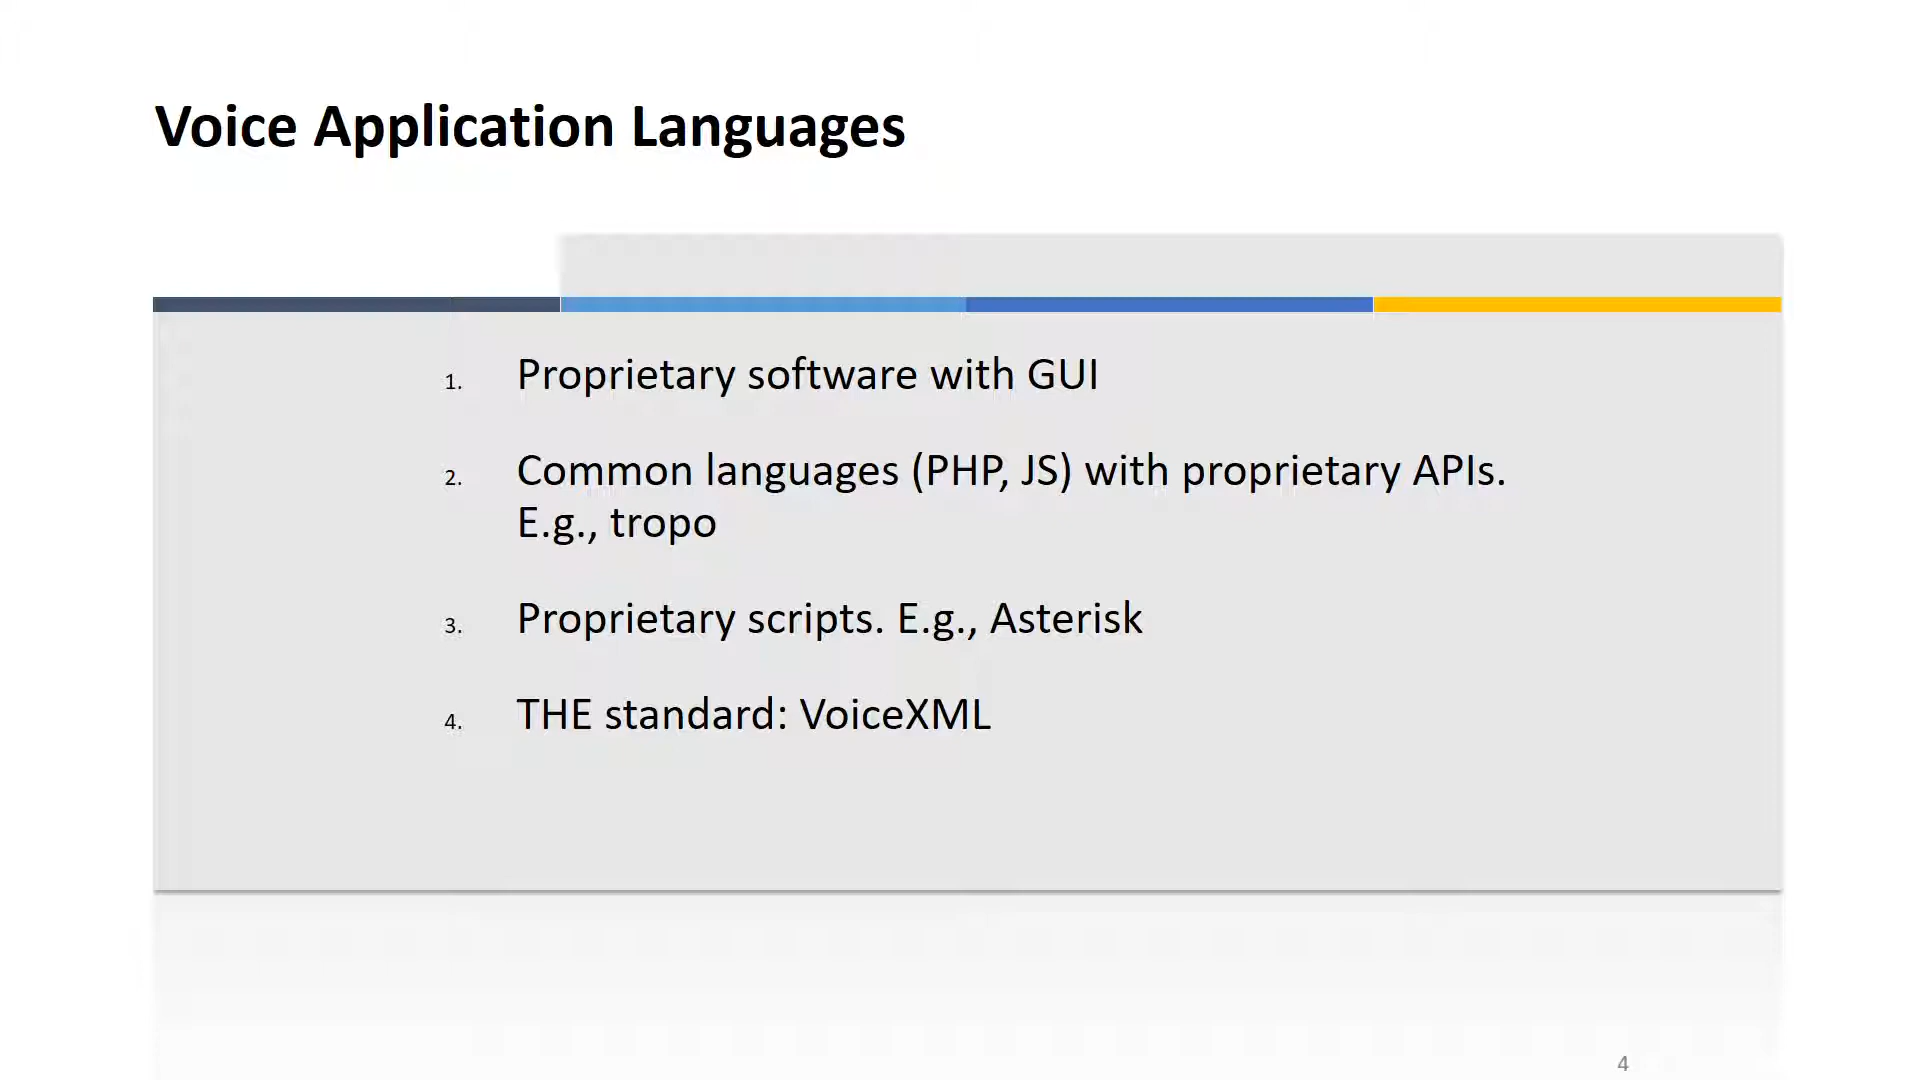 Voice Application Languages
1. Proprietary software with GUI
2. Common languages (PHP, JS) with proprietary APIs.
E.g., tropo
3. Proprietary scripts. E.g., Asterisk
4. THE standard: VoiceXML
4